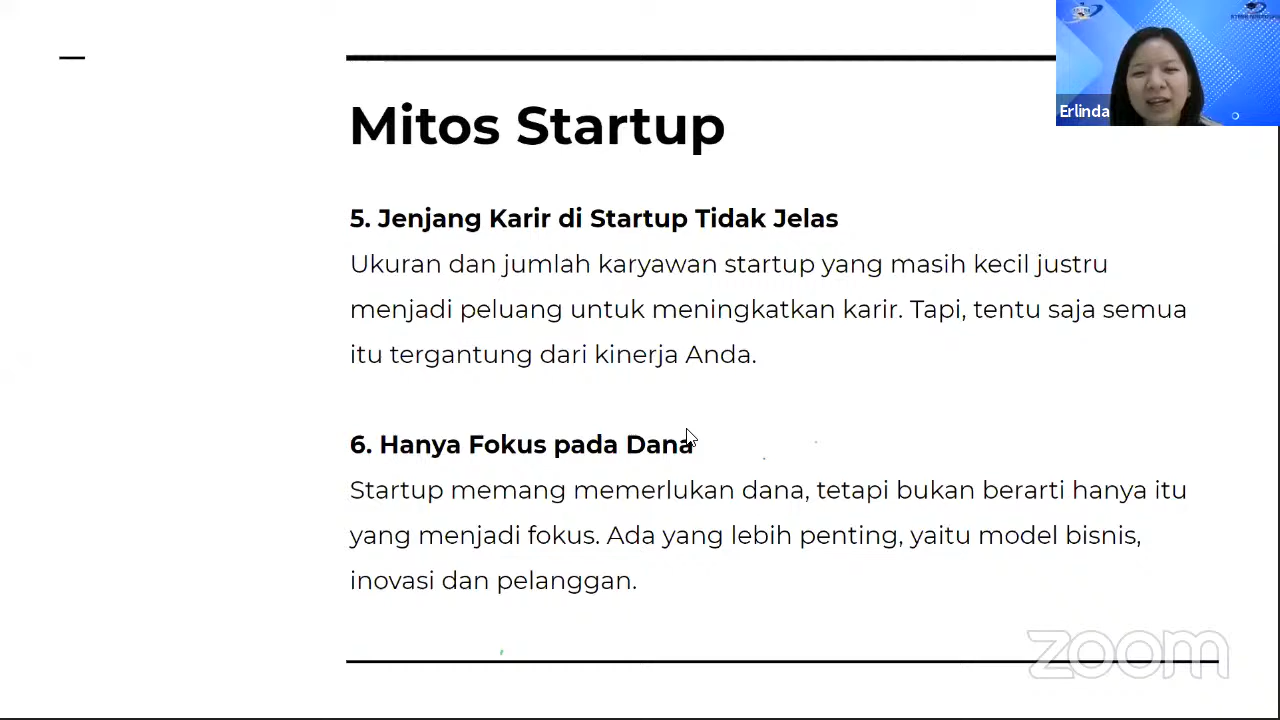 Mitos Startup
Erlinda
5. Jenjang Karir di Startup Tidak Jelas
Ukuran dan jumlah karyawan startup yang masih kecil justru
menjadi peluang untuk meningkatkan karir. Tapi, tentu saja semua
itu tergantung dari kinerja Anda.
6. Hanya Fokus pada Dana
Startup memang memerlukan dana, tetapi bukan berarti hanya itu
yang menjadi fokus. Ada yang lebih penting, yaitu model bisnis,
inovasi dan pelanggan.
zoom